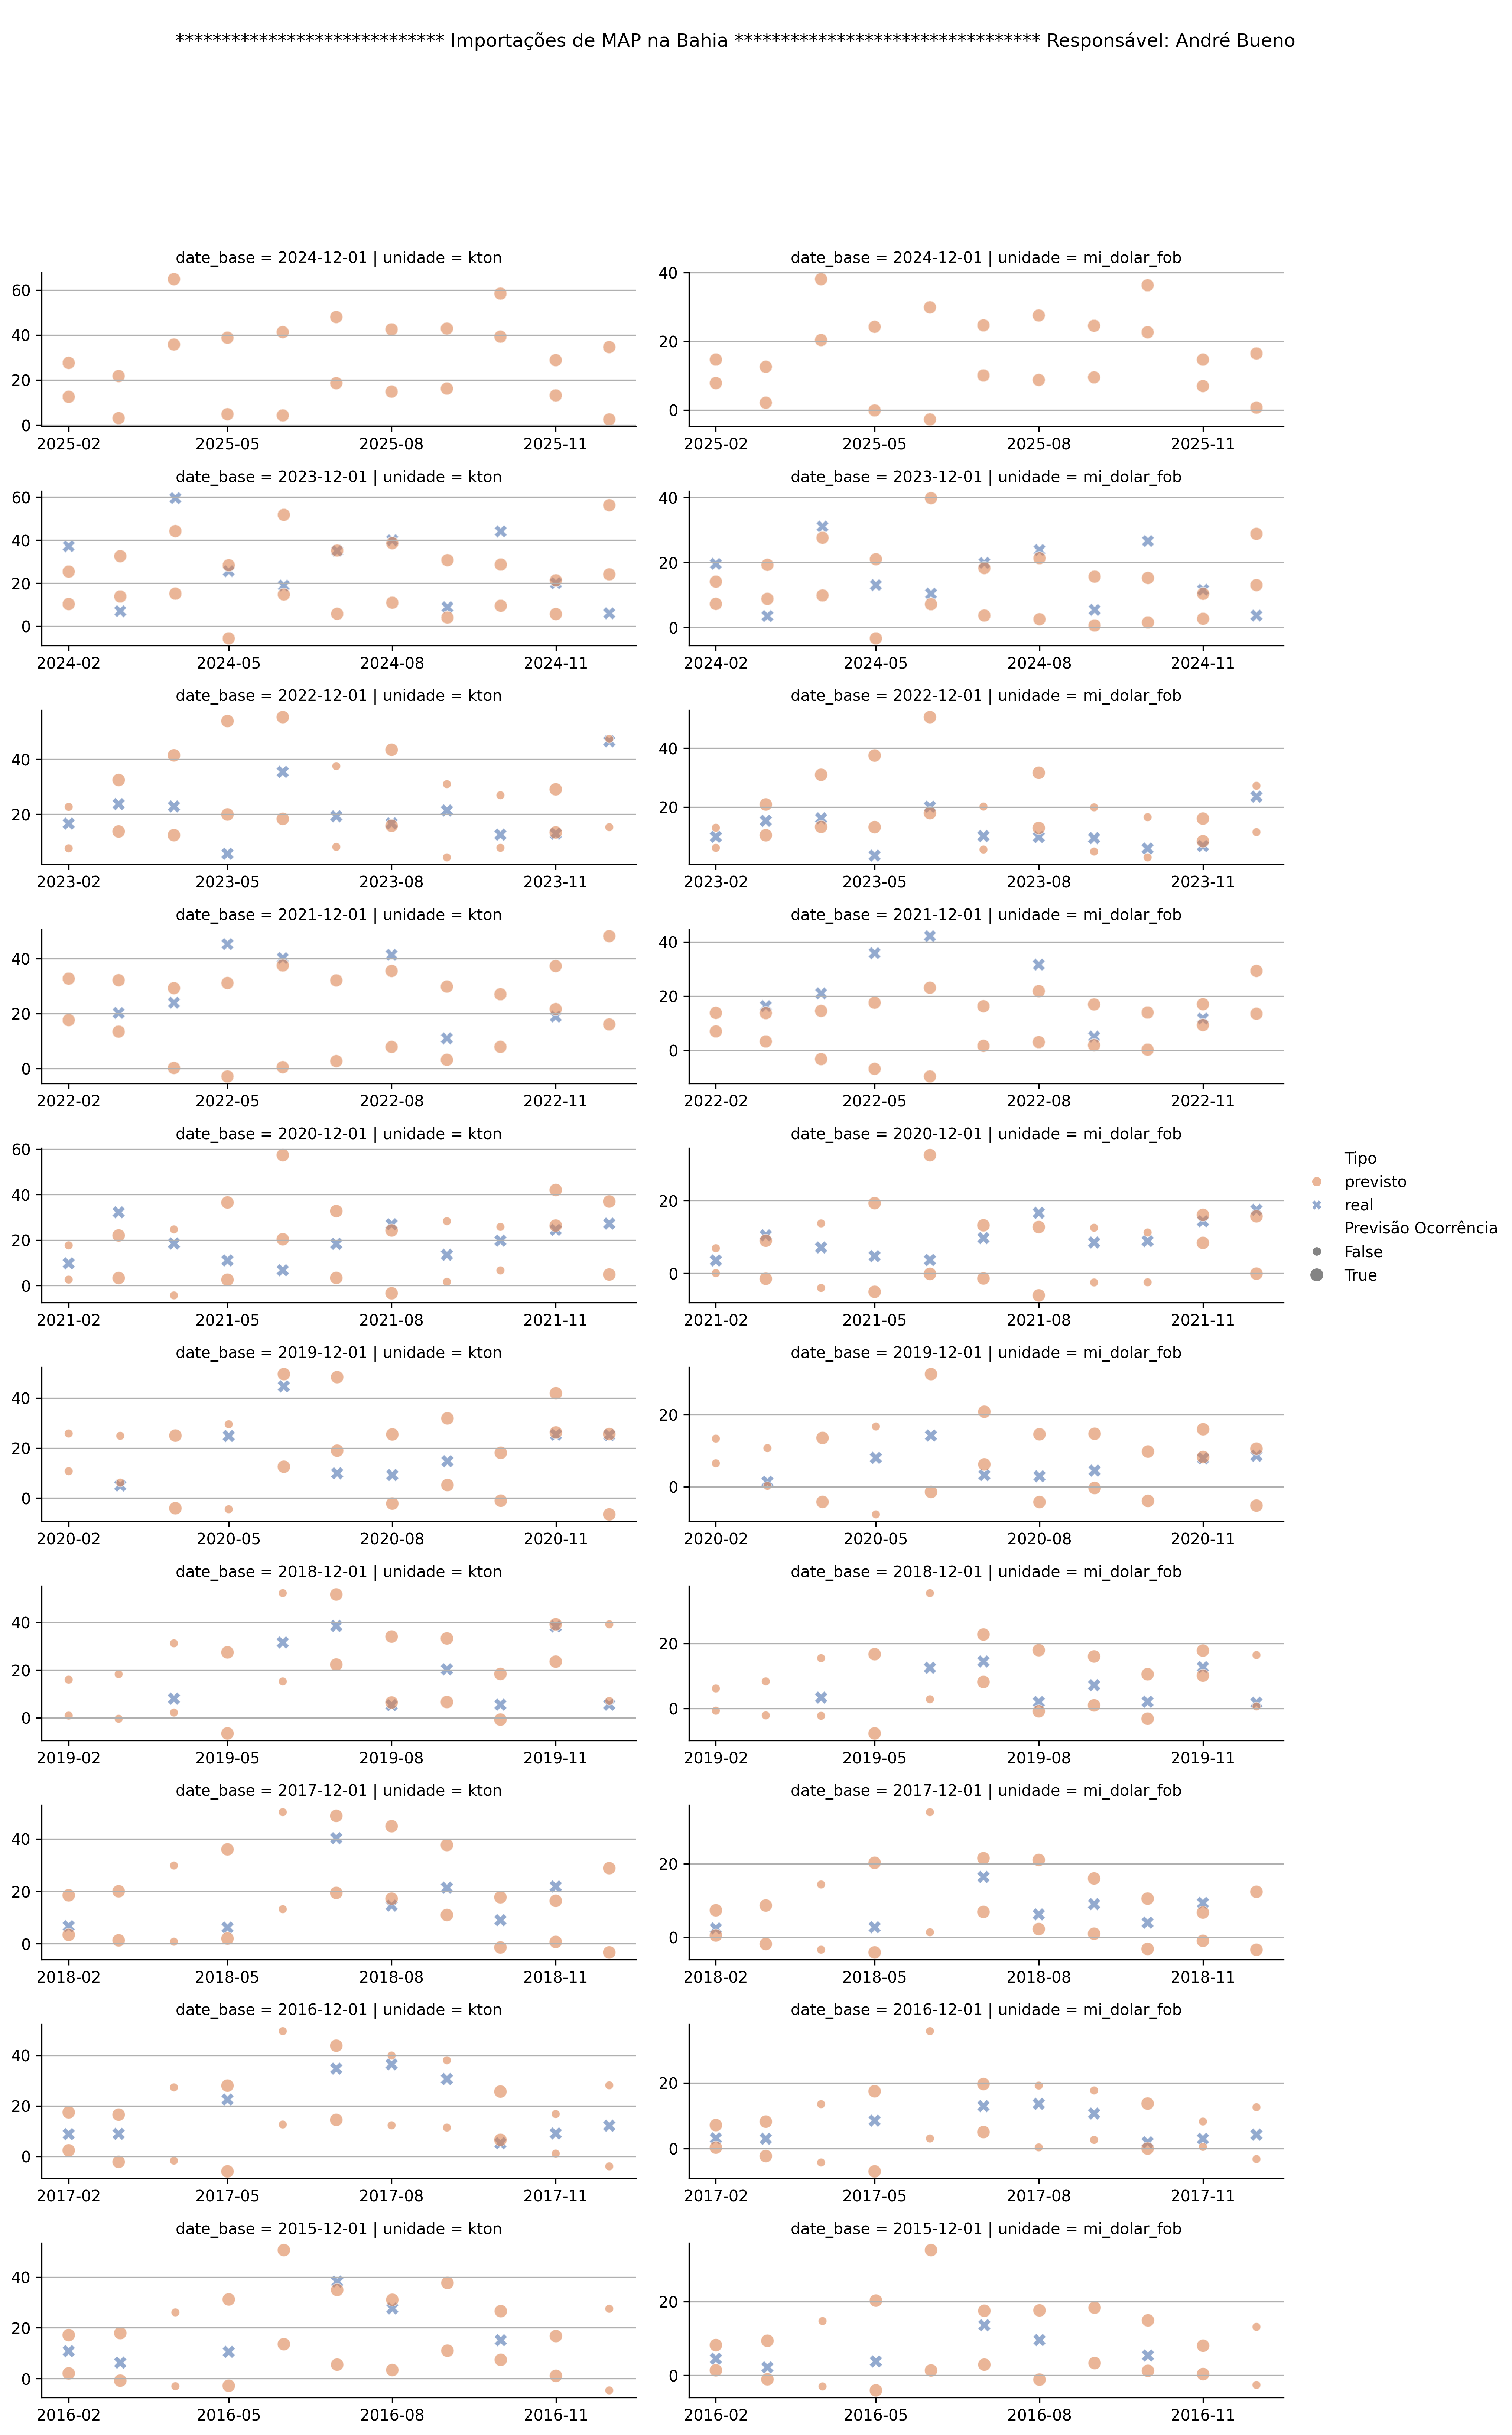 ***************************** Importações de MAP na Bahia ********************************* Responsável: André Bueno
date_base = 2024-12-01 | unidade = kton
60
40
20
0
2025-02 2025-05 2025-08 2025-11
date_base = 2024-12-01 | unidade = mi_dolar_fob
40
20
0
2025-02 2025-05 2025-08 2025-11
date_base = 2023-12-01 | unidade = kton
60
40
20
0
2024-02 2024-05 2024-08 2024-11
date_base = 2023-12-01 | unidade = mi_dolar_fob
40
20
0
2024-02 2024-05 2024-08 2024-11
date_base = 2022-12-01 | unidade = kton
40
20
2023-02 2023-05 2023-08 2023-11
date_base = 2022-12-01 | unidade = mi_dolar_fob
40
20
2023-02 2023-05 2023-08 2023-11
date_base = 2021-12-01 | unidade = kton
40
20
0
2022-02 2022-05 2022-08 2022-11
date_base = 2021-12-01 | unidade = mi_dolar_fob
40
20
0
2022-02 2022-05 2022-08 2022-11
date_base = 2020-12-01 | unidade = kton
60
40
20
0
2021-02 2021-05 2021-08 2021-11
date_base = 2020-12-01 | unidade = mi_dolar_fob
20
0
2021-02 2021-05 2021-08 2021-11
Tipo
previsto
real
Previsão Ocorrência
False
True
date_base = 2019-12-01 | unidade = kton
40
20
0
2020-02 2020-05 2020-08 2020-11
date_base = 2019-12-01 | unidade = mi_dolar_fob
20
0
2020-02 2020-05 2020-08 2020-11
date_base = 2018-12-01 | unidade = kton
40
20
0
2019-02 2019-05 2019-08 2019-11
date_base = 2018-12-01 | unidade = mi_dolar_fob
20
0
2019-02 2019-05 2019-08 2019-11
date_base = 2017-12-01 | unidade = kton
40
20
0
2018-02 2018-05 2018-08 2018-11
date_base = 2017-12-01 | unidade = mi_dolar_fob
20
0
2018-02 2018-05 2018-08 2018-11
date_base = 2016-12-01 | unidade = kton
40
20
0
2017-02 2017-05 2017-08 2017-11
date_base = 2016-12-01 | unidade = mi_dolar_fob
20
0
2017-02 2017-05 2017-08 2017-11
date_base = 2015-12-01 | unidade = kton
40
20
0
2016-02 2016-05 2016-08 2016-11
date_base = 2015-12-01 | unidade = mi_dolar_fob
20
0
2016-02 2016-05 2016-08 2016-11